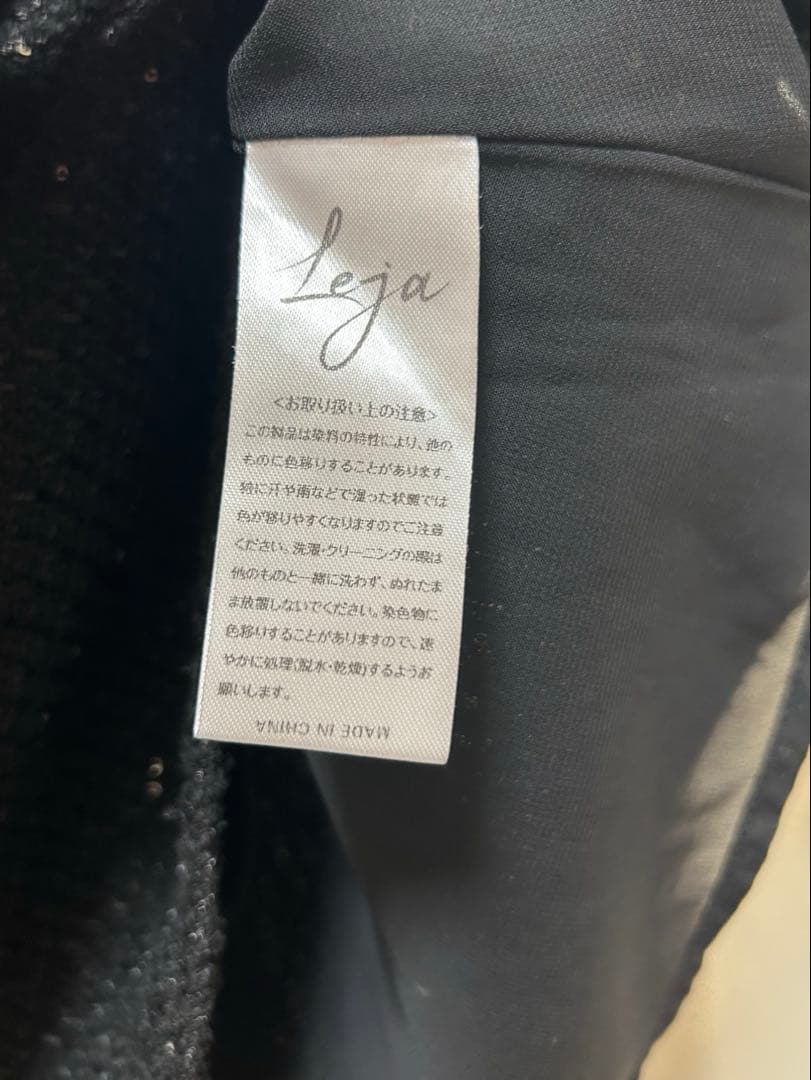 Leja
<お取り扱い上の注意>
この製品は染料の特性により、他の
ものに色移りすることがあります。
特に汗や雨などで湿った状態では
色が移りやすくなりますのでご注意
ください。洗濯・クリーニングの際は
他のものと一緒に洗わず、ぬれたま
ま放置しないでください。染色物に
色移りすることがありますので、速
やかに処理(脱水・乾燥)するようお
願いします。
MADE IN CHINA